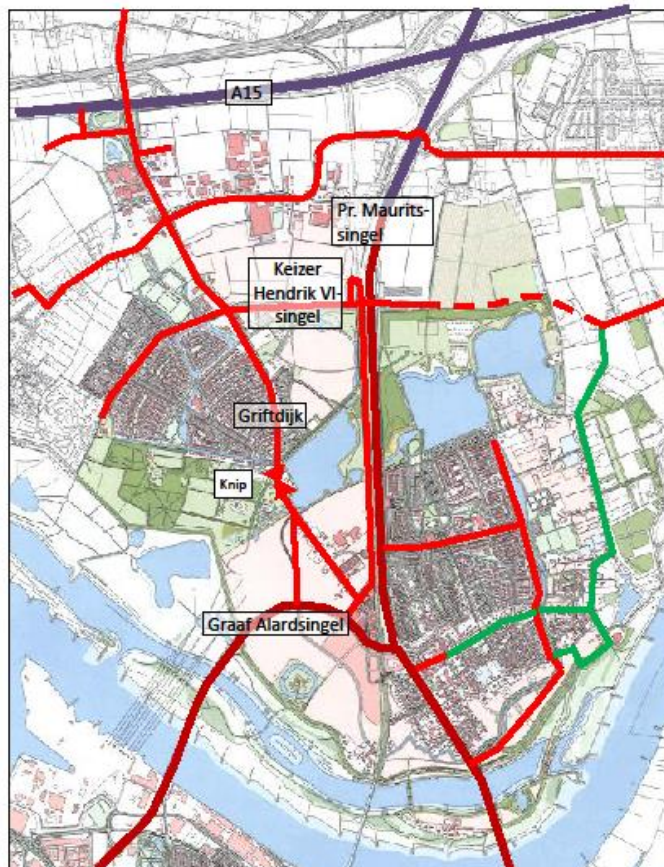 A15
Pr. Maurits-
singel
Keizer
Hendrik VI-
singel
Griftdijk
Knip
Graaf Alardsingel